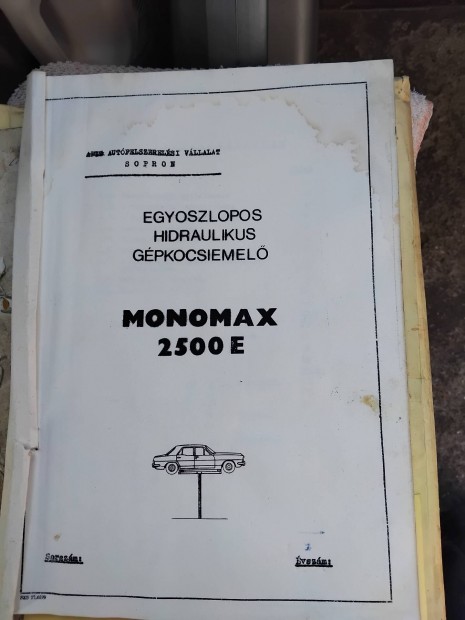 AUTÓFELSZERELÉSI VÁLLALAT
SOPRON
EGYOSZLOPOS
HIDRAULIKUS
GÉPKOCSIEMELŐ
MONOMAX
2500 E
Sorszám:
Évszám: